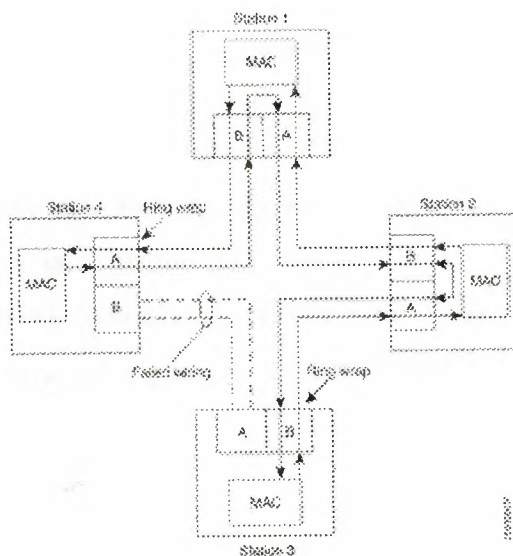 Station 1
MAC
B A
Station 4
Ring wrap
Station 2
MAC
A
B
B
A
MAC
Failed wiring
Ring wrap
A B
MAC
Station 3